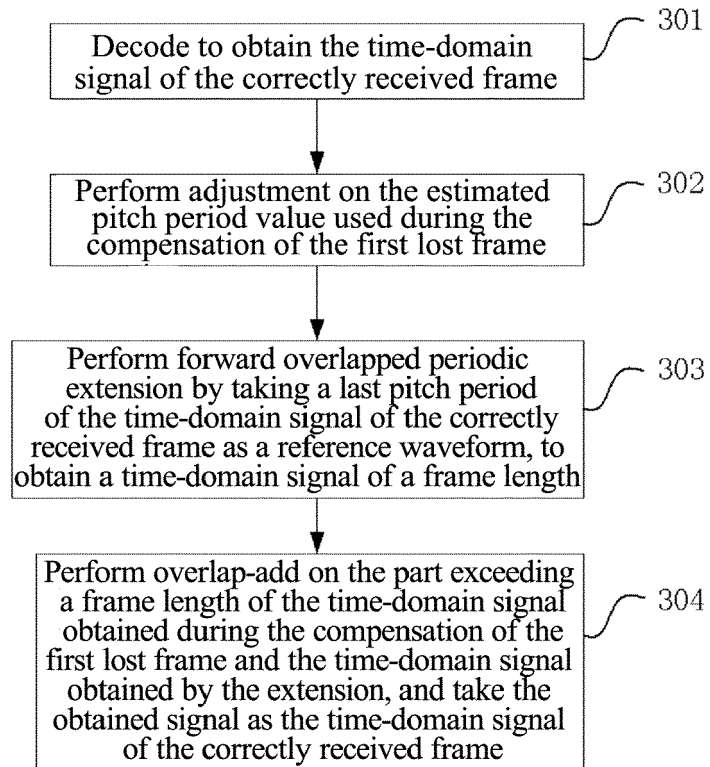 Decode to obtain the time-domain
signal of the correctly received frame
301
Perform adjustment on the estimated
pitch period value used during the
compensation of the first lost frame
302
Perform forward overlapped periodic
extension by taking a last pitch period
of the time-domain signal of the correctly
received frame as a reference waveform, to
obtain a time-domain signal of a frame length
303
Perform overlap-add on the part exceeding
a frame length of the time-domain signal
obtained during the compensation of the
first lost frame and the time-domain signal
obtained by the extension, and take the
obtained signal as the time-domain signal
of the correctly received frame
304